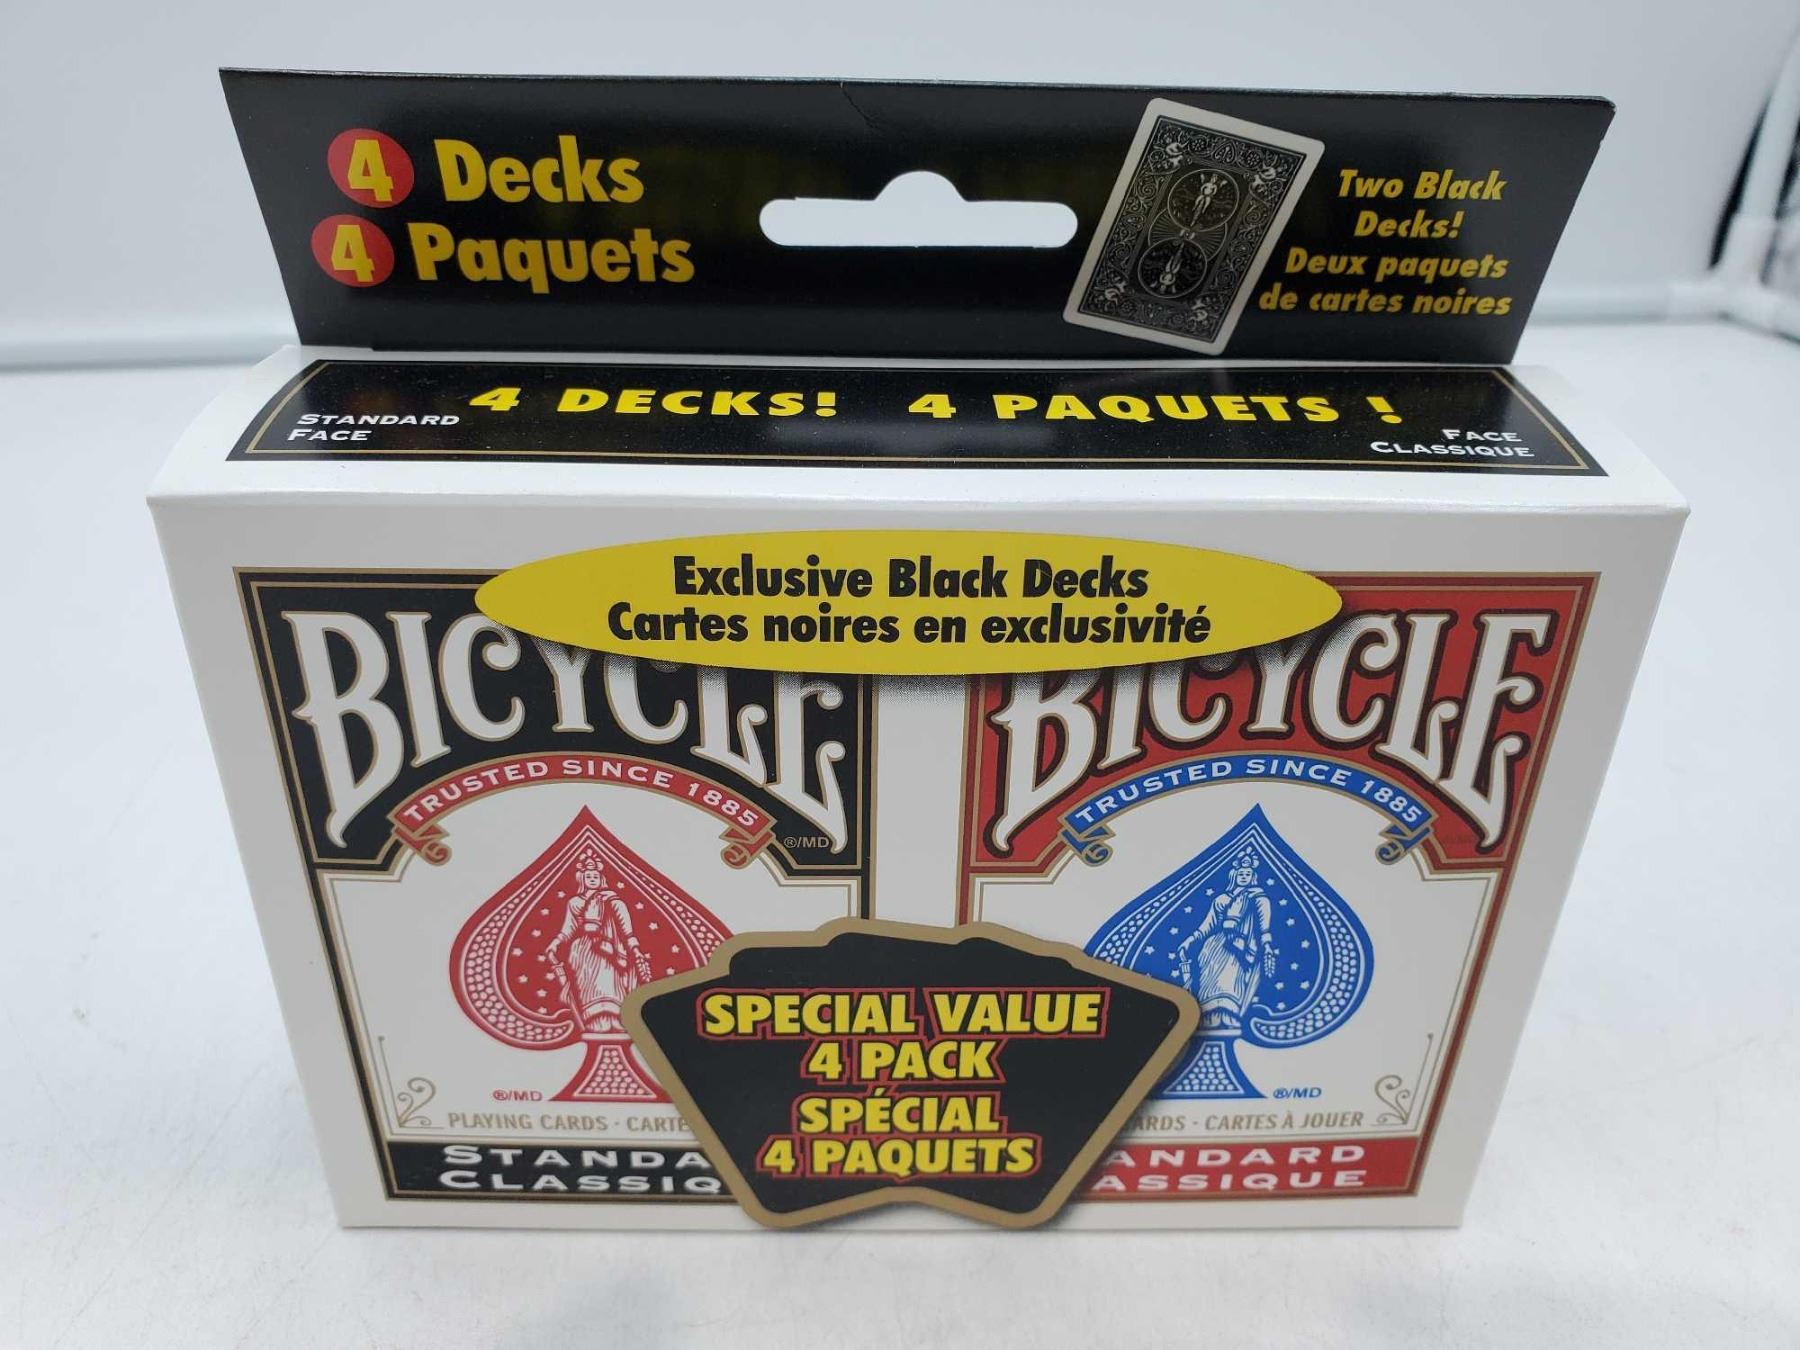 4 Decks
4 Paquets
Two Black
Decks!
Deux paquets
de cartes noires
4 DECKS! 4 PAQUETS !
STANDARD
FACE
FACE
CLASSIQUE
Exclusive Black Decks
Cartes noires en exclusivité
BICYCLE
TRUSTED SINCE 1885
®/MD
®/MD
PLAYING CARDS - CARTE
STANDA
CLASSIQ
BICYCLE
TRUSTED SINCE 1885
®/MD
ARDS - CARTES À JOUER
ANDARD
ASSIQUE
SPECIAL VALUE
4 PACK
SPÉCIAL
4 PAQUETS